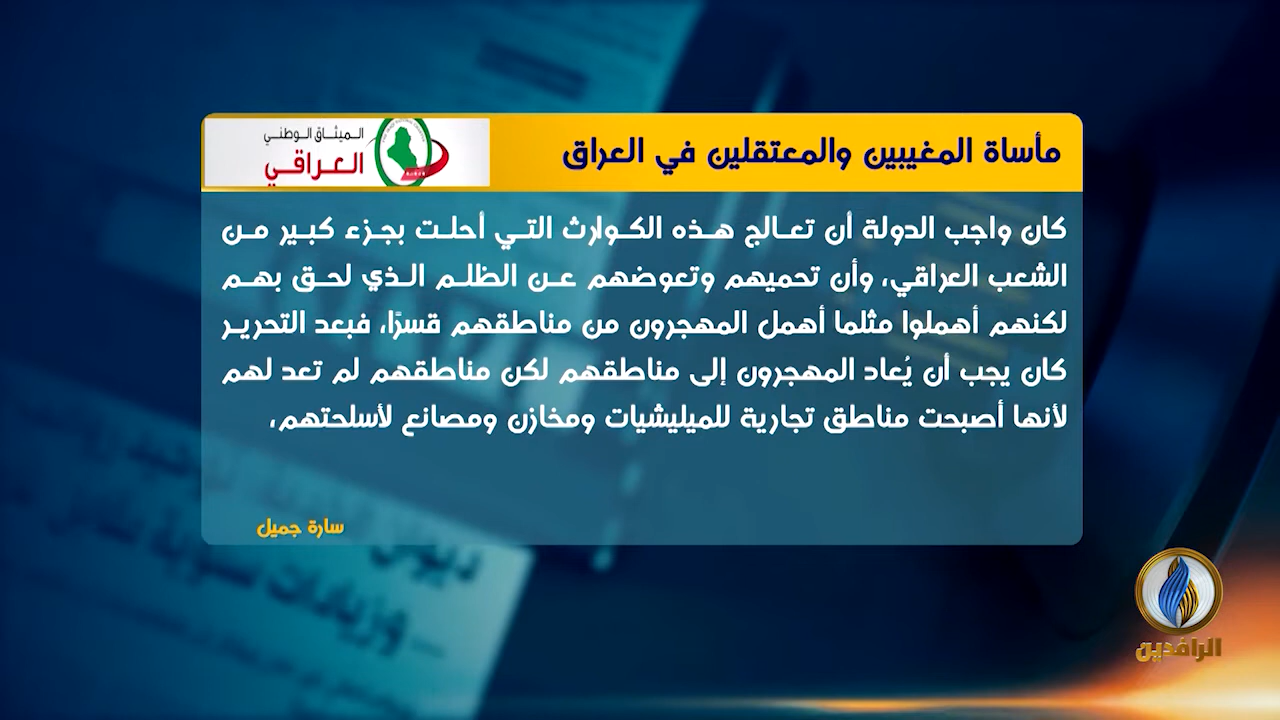 مأساة المغيبين والمعتقلين في العراق
الميثاق الوطني
العراقي
كان واجب الدولة أن تعالج هذه الكوارث التي أحلت بجزء كبير من
الشعب العراقي، وأن تحميهم وتعوضهم عن الظلم الذي لحق بهم
لكنهم أهملوا مثلما أهمل المهجرون من مناطقهم قسرًا، فبعد التحرير
كان يجب أن يُعاد المهجرون إلى مناطقهم لكن مناطقهم لم تعد لهم
لأنها أصبحت مناطق تجارية للميليشيات ومخازن ومصانع لأسلحتهم،
سارة جميل
وزيادات سنوية
الرافدين